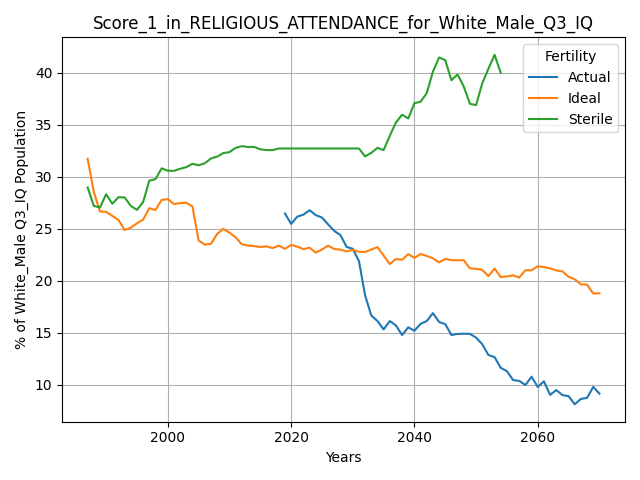 Score_1_in_RELIGIOUS_ATTENDANCE_for_White_Male_Q3_IQ
Fertility
Actual
Ideal
Sterile
% of White_Male Q3_IQ Population
40
35
30
25
20
15
10
2000
2020
2040
2060
Years